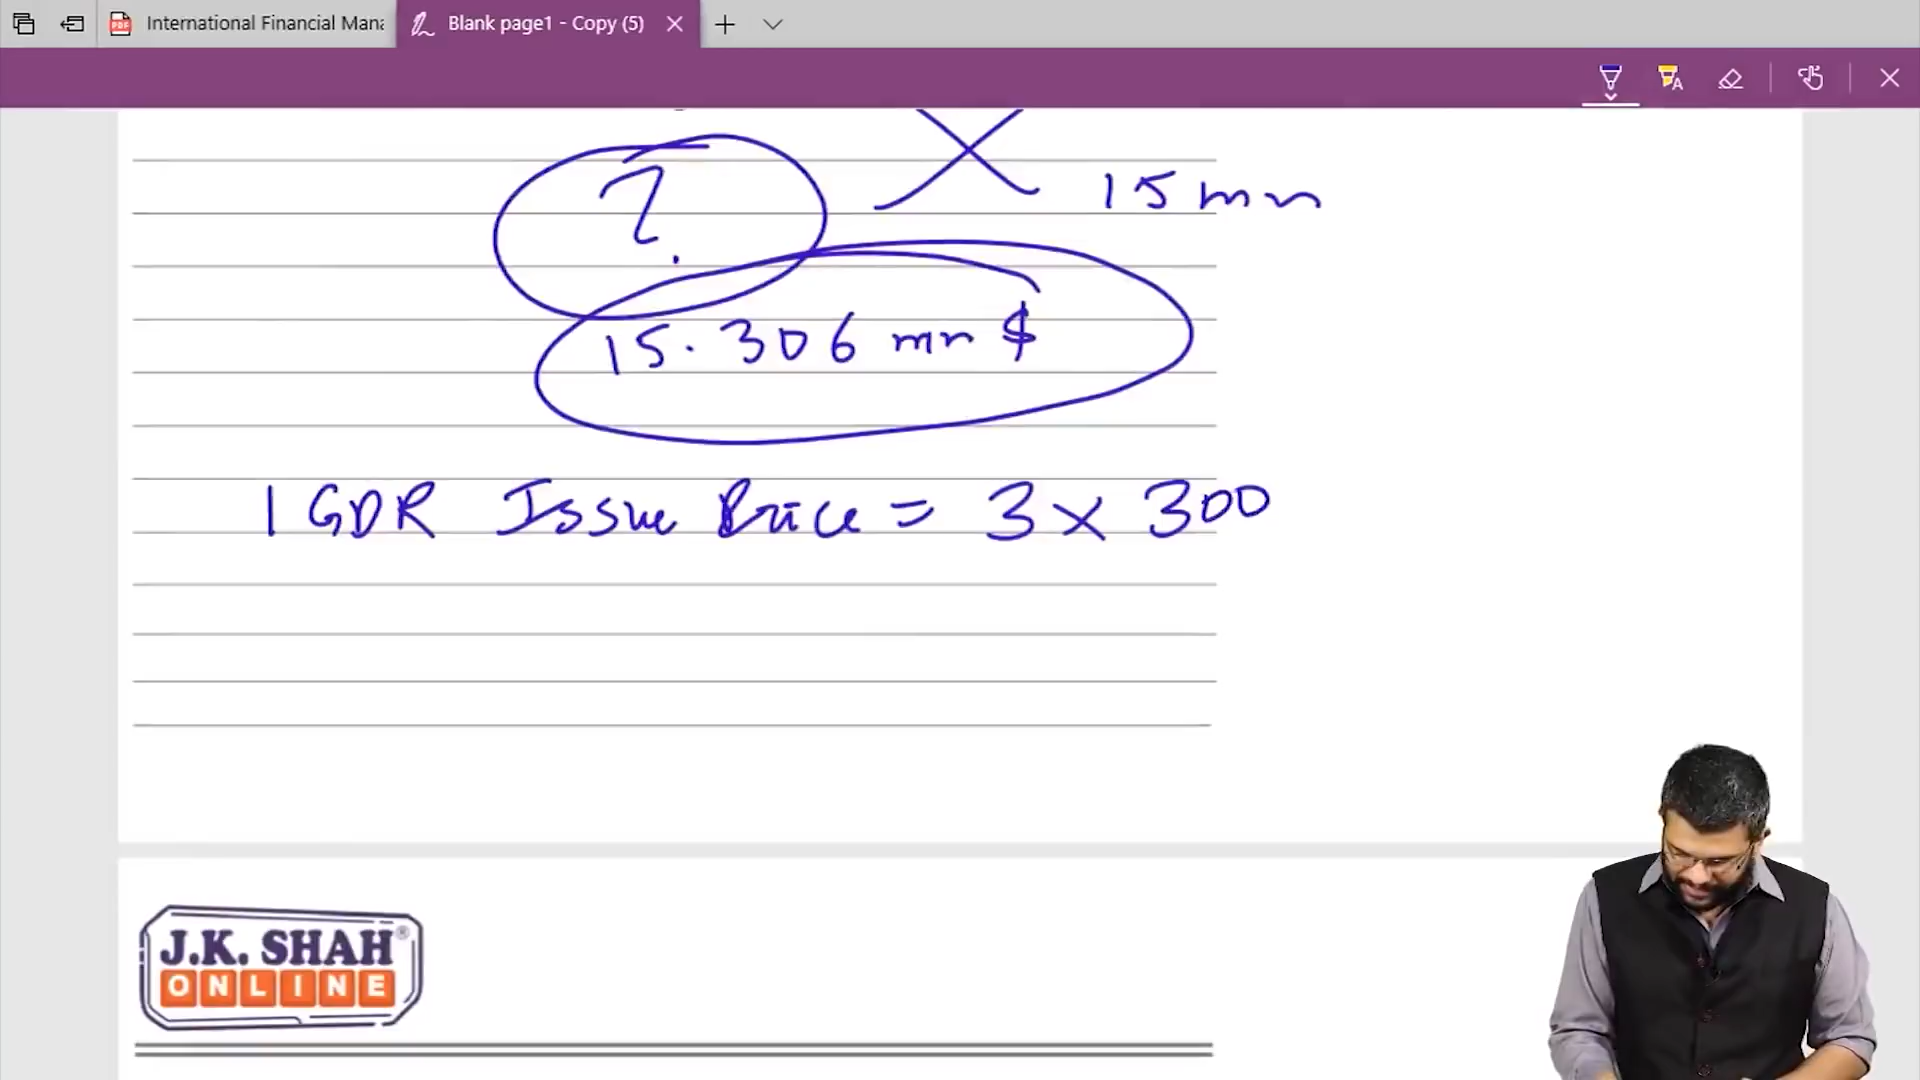 International Financial Mana
Blank page1 - Copy (5)
?
15 mn
15.306 mn $
1 GDR Issue Price = 3 x 300
J.K. SHAH®
ONLINE